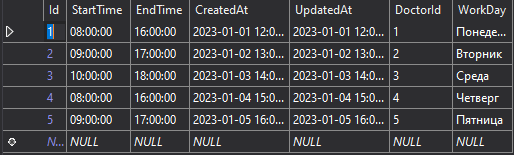 Id StartTime EndTime CreatedAt UpdatedAt DoctorId WorkDay
1 08:00:00 16:00:00 2023-01-01 12:0... 2023-01-01 12:0... 1 Понеде...
2 09:00:00 17:00:00 2023-01-02 13:0... 2023-01-02 13:0... 2 Вторник
3 10:00:00 18:00:00 2023-01-03 14:0... 2023-01-03 14:0... 3 Среда
4 08:00:00 16:00:00 2023-01-04 15:0... 2023-01-04 15:0... 4 Четверг
5 09:00:00 17:00:00 2023-01-05 16:0... 2023-01-05 16:0... 5 Пятница
N... NULL NULL NULL NULL NULL NULL